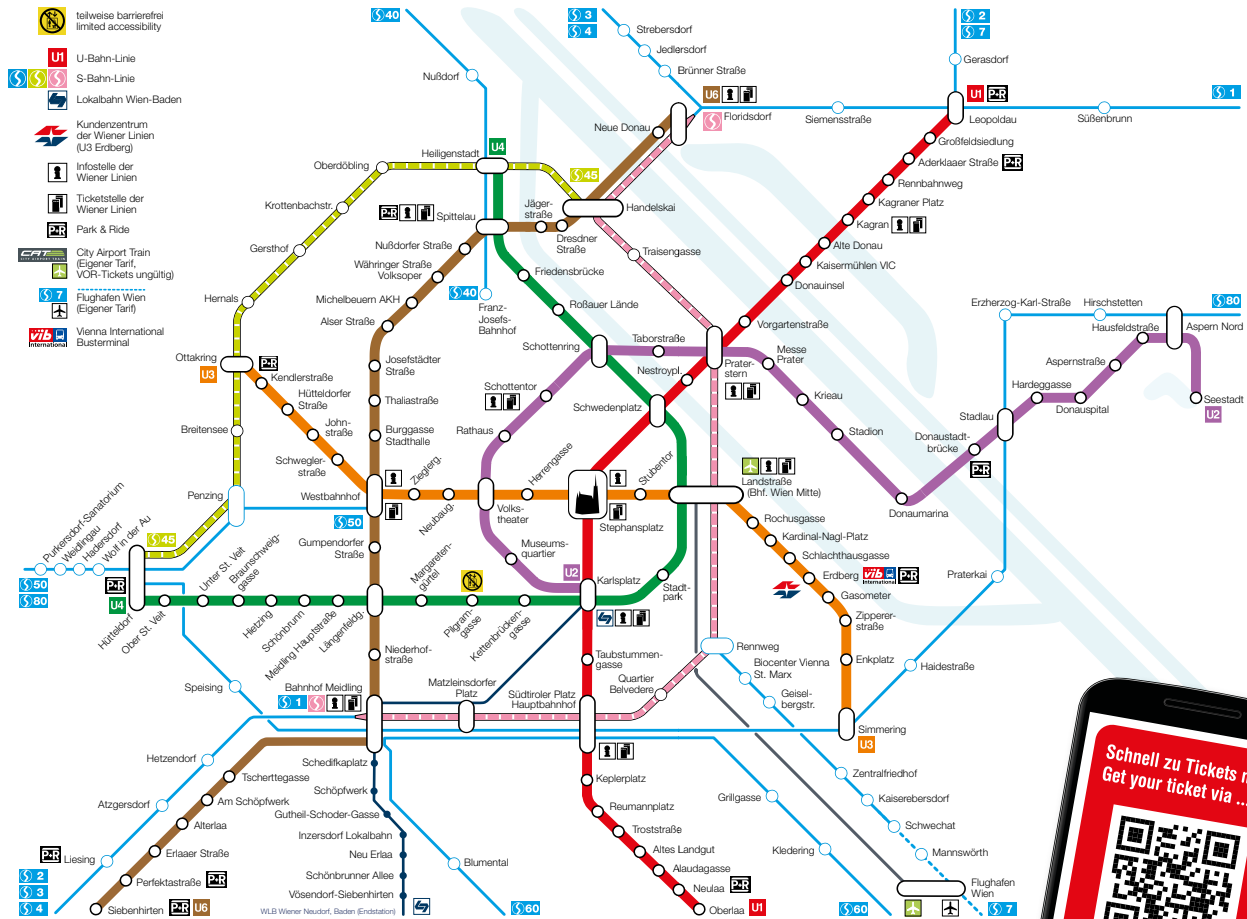 teilweise barrierefrei
limited accessibility
U1
U-Bahn-Linie
S-Bahn-Linie
Lokalbahn Wien-Baden
Kundenzentrum
der Wiener Linien
(U3 Erdberg)
Infostelle der
Wiener Linien
Ticketstelle der
Wiener Linien
P+R
Park & Ride
CAT
CITY AIRPORT TRAIN
City Airport Train
(Eigener Tarif,
VOR-Tickets ungültig)
S 7
Flughafen Wien
(Eigener Tarif)
vib
International
Vienna International
Busterminal
S 40
S 3
S 4
S 2
S 7
Strebersdorf
Jedlersdorf
Brünner Straße
Gerasdorf
Nußdorf
U6
U1
P+R
S 1
Floridsdorf
Siemensstraße
Leopoldau
Süßenbrunn
Neue Donau
Großfeldsiedlung
Aderklaaer Straße
P+R
Rennbahnweg
Kagraner Platz
Kagran
Alte Donau
Kaisermühlen VIC
Donauinsel
Vorgartenstraße
Heiligenstadt
U4
S 45
Oberdöbling
Krottenbachstr.
Gersthof
Hernals
Ottakring
U3
P+R
P+R
Spittelau
Jäger-
straße
Dresdner
Straße
Handelskai
Traisengasse
Nußdorfer Straße
Währinger Straße
Volksoper
Michelbeuern AKH
Alser Straße
S 40
Franz-
Josefs-
Bahnhof
Friedensbrücke
Roßauer Lände
Schottenring
Taborstraße
Nestroypl.
Prater-
stern
Messe
Prater
Krieau
Stadion
Donaumarina
Donaustadt-
brücke
P+R
Stadlau
Hardeggasse
Donauspital
Aspernstraße
Hausfeldstraße
Aspern Nord
Seestadt
U2
Erzherzog-Karl-Straße
Hirschstetten
S 80
Kendlerstraße
Hütteldorfer
Straße
John-
straße
Schwegler-
straße
Breitensee
Penzing
Josefstädter
Straße
Thaliastraße
Burggasse
Stadthalle
Westbahnhof
S 50
Schottentor
Rathaus
Schwedenplatz
Herrengasse
Stubentor
Landstraße
(Bhf. Wien Mitte)
Zieglerg.
Neubaug.
Volks-
theater
Stephansplatz
Rochusgasse
Kardinal-Nagl-Platz
Schlachthausgasse
Erdberg
vib
International
P+R
Gasometer
Zipperer-
straße
Enkplatz
Simmering
U3
Praterkai
Haidestraße
Purkersdorf-Sanatorium
Weidlingau
Hadersdorf
Wolf in der Au
S 45
S 50
S 80
P+R
U4
Hütteldorf
Ober St. Veit
Unter St. Veit
Braunschweig-
gasse
Hietzing
Schönbrunn
Meidling Hauptstraße
Längenfeldg.
Gumpendorfer
Straße
Margareten-
gürtel
Pilgram-
gasse
Kettenbrücken-
gasse
Museums-
quartier
U2
Karlsplatz
Stadt-
park
Niederhof-
straße
Taubstummen-
gasse
Speising
Bahnhof Meidling
S 1
Matzleinsdorfer
Platz
Südtiroler Platz
Hauptbahnhof
Quartier
Belvedere
Rennweg
Biocenter Vienna
St. Marx
Geisel-
bergstr.
Zentralfriedhof
Kaiserebersdorf
Schwechat
Mannswörth
Flughafen
Wien
S 7
Hetzendorf
Atzgersdorf
P+R
Liesing
S 2
S 3
S 4
Tscherttegasse
Am Schöpfwerk
Alterlaa
Erlaaer Straße
Perfektastraße
P+R
Siebenhirten
P+R
U6
Schedifkaplatz
Schöpfwerk
Gutheil-Schoder-Gasse
Inzersdorf Lokalbahn
Neu Erlaa
Schönbrunner Allee
Vösendorf-Siebenhirten
WLB Wiener Neudorf, Baden (Endstation)
Blumental
S 60
Keplerplatz
Reumannplatz
Troststraße
Altes Landgut
Alaudagasse
Neulaa
P+R
Oberlaa
U1
Grillgasse
Kledering
S 60
Schnell zu Tickets
Get your ticket via ...